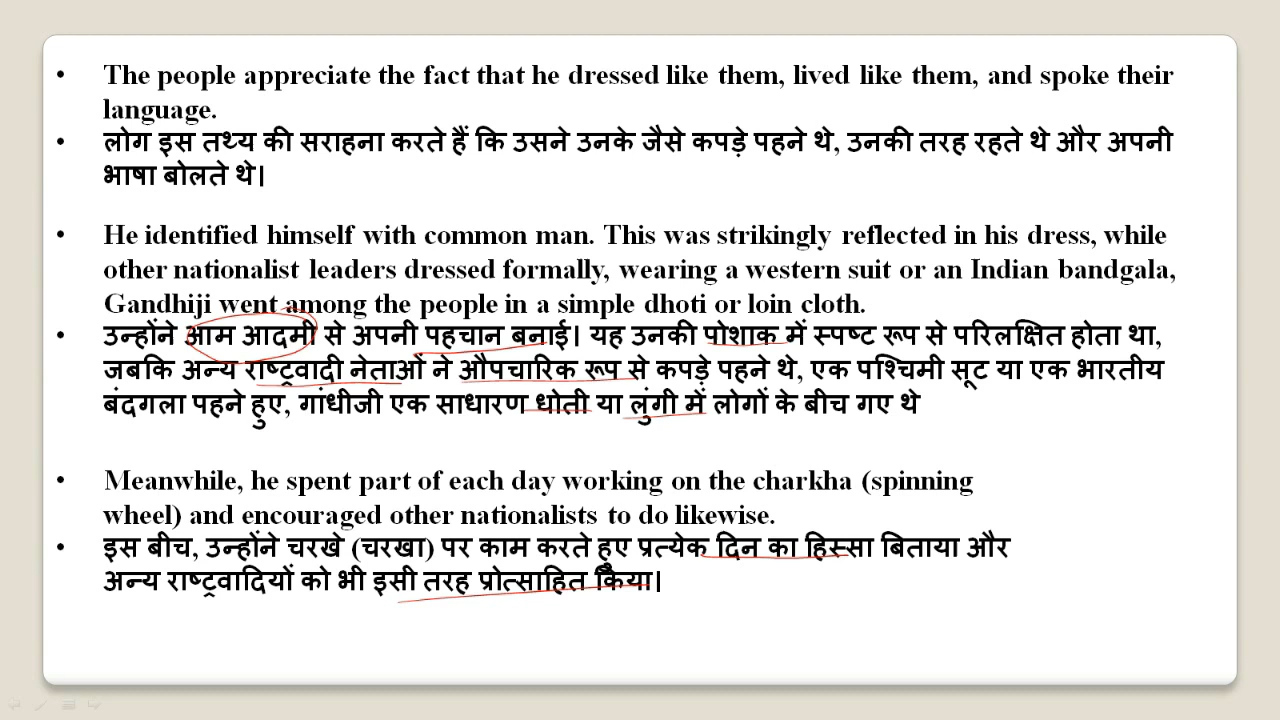 • The people appreciate the fact that he dressed like them, lived like them, and spoke their
language.
• लोग इस तथ्य की सराहना करते हैं कि उसने उनके जैसे कपड़े पहने थे, उनकी तरह रहते थे और अपनी
भाषा बोलते थे।
• He identified himself with common man. This was strikingly reflected in his dress, while
other nationalist leaders dressed formally, wearing a western suit or an Indian bandgala,
Gandhiji went among the people in a simple dhoti or loin cloth.
• उन्होंने आम आदमी से अपनी पहचान बनाई। यह उनकी पोशाक में स्पष्ट रूप से परिलक्षित होता था,
जबकि अन्य राष्ट्रवादी नेताओं ने औपचारिक रूप से कपड़े पहने थे, एक पश्चिमी सूट या एक भारतीय
बंदगला पहने हुए, गांधीजी एक साधारण धोती या लुंगी में लोगों के बीच गए थे
• Meanwhile, he spent part of each day working on the charkha (spinning
wheel) and encouraged other nationalists to do likewise.
• इस बीच, उन्होंने चरखे (चरखा) पर काम करते हुए प्रत्येक दिन का हिस्सा बिताया और
अन्य राष्ट्रवादियों को भी इसी तरह प्रोत्साहित किया।